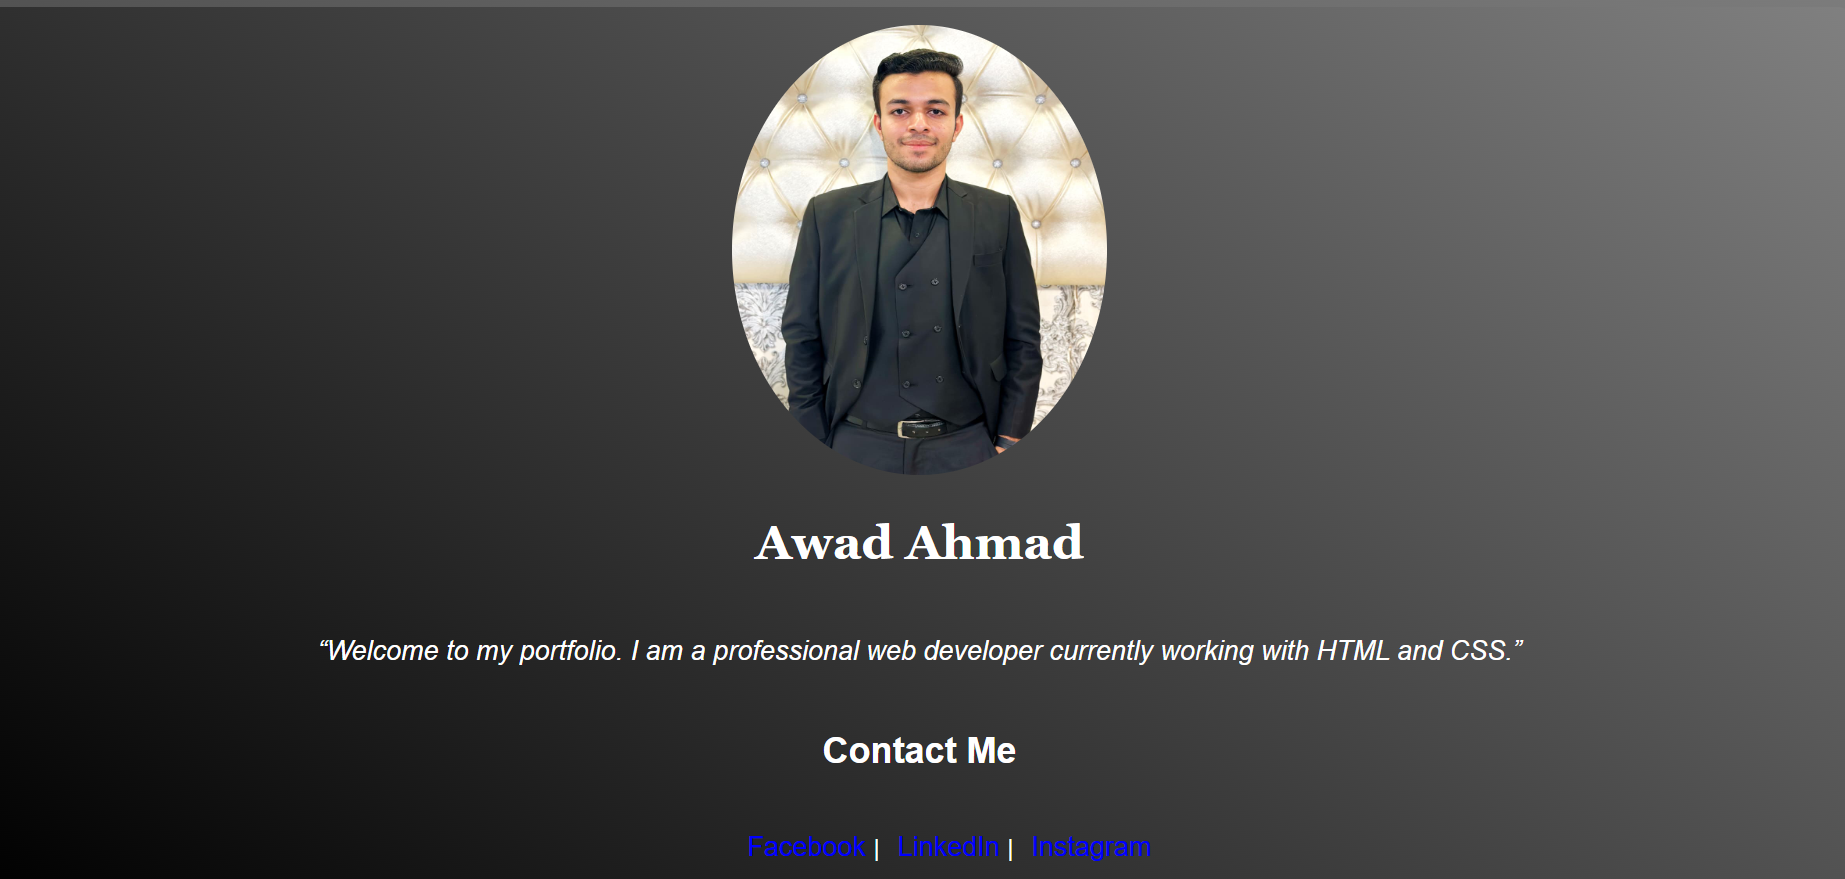 Awad Ahmad
“Welcome to my portfolio. I am a professional web developer currently working with HTML and CSS.”
Contact Me
Facebook | LinkedIn | Instagram